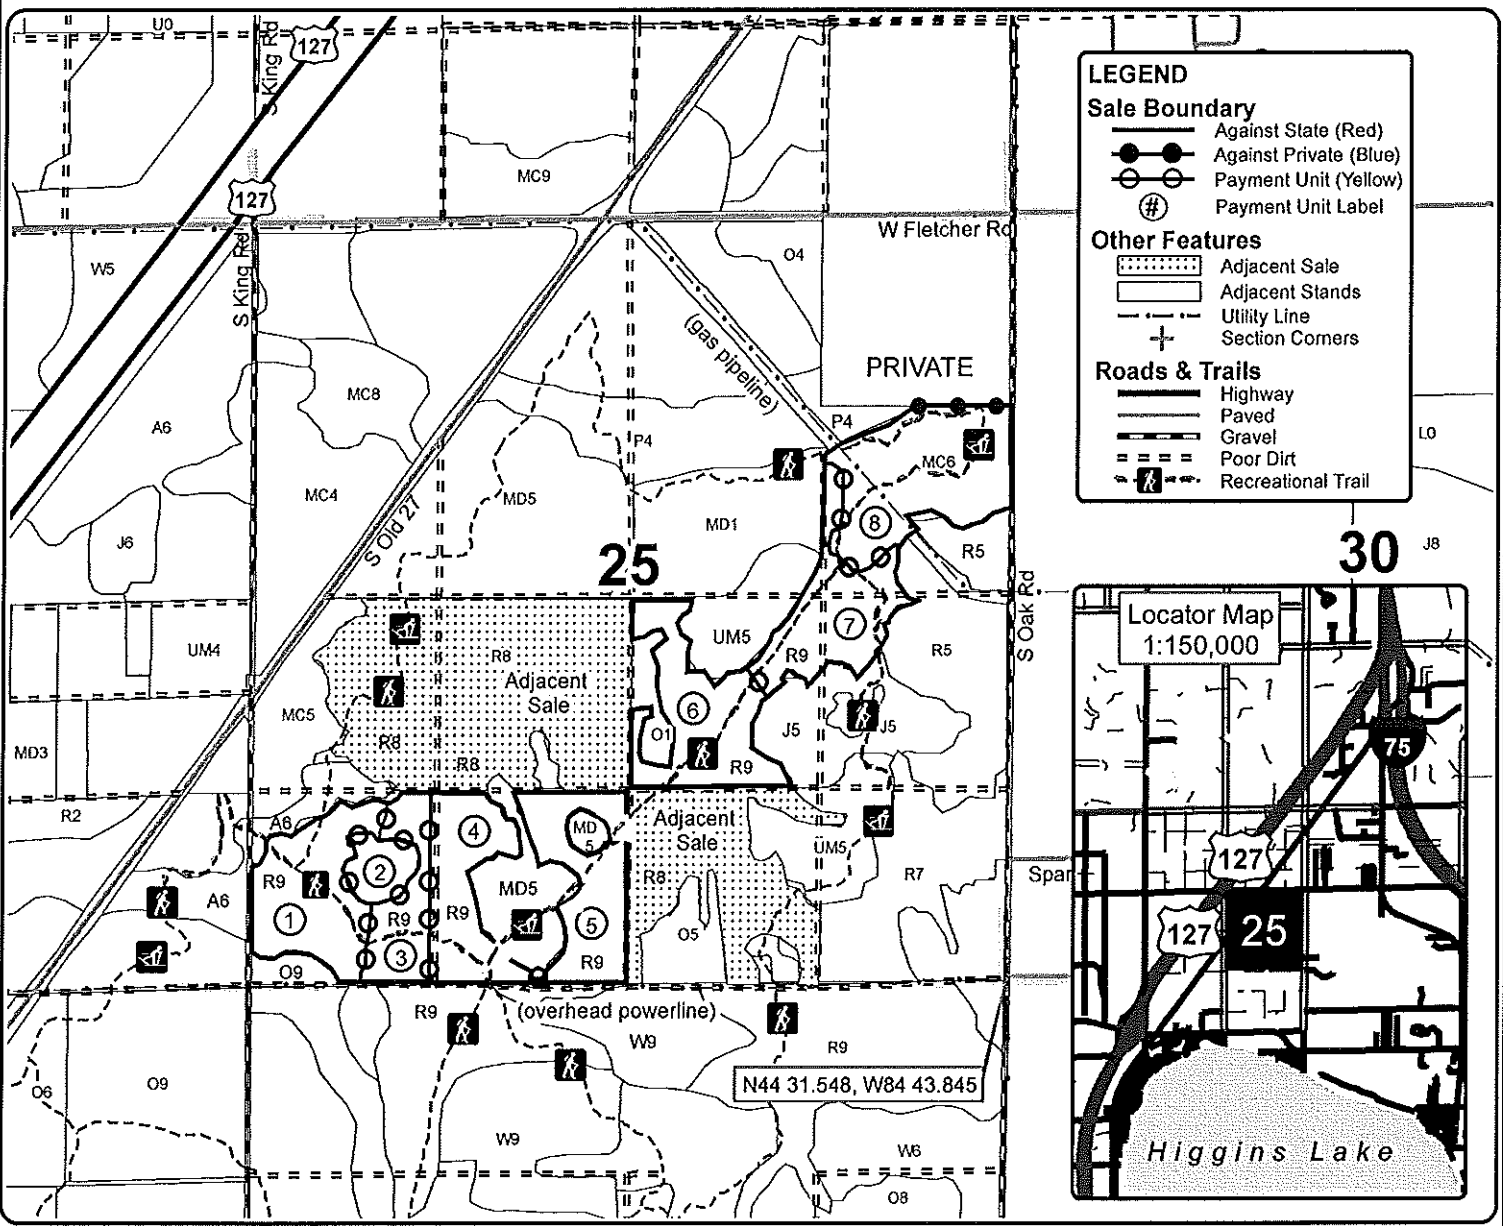 U0
S King Rd
127
MC9
127
W5
S King Rd
W Fletcher Rd
O4
(gas pipeline)
PRIVATE
MC8
A6
P4
P4
MC6
MC4
MD5
MD1
8
R5
J6
S Old 27
25
S Oak Rd
UM4
R8
UM5
7
R9
R5
Adjacent
Sale
MC5
6
O1
J5
J5
MD3
R8
R8
R9
R2
A6
4
MD
5
Adjacent
Sale
UM5
2
R9
MD5
R8
R7
Spar
A6
1
R9
R9
5
O5
3
R9
O9
R9
(overhead powerline)
W9
R9
O6
O9
N44 31.548, W84 43.845
W9
W6
O8
LEGEND
Sale Boundary
Against State (Red)
Against Private (Blue)
Payment Unit (Yellow)
# Payment Unit Label
Other Features
Adjacent Sale
Adjacent Stands
Utility Line
Section Corners
Roads & Trails
Highway
Paved
Gravel
Poor Dirt
Recreational Trail
L0
30
J8
Locator Map
1:150,000
75
127
127
25
Higgins Lake